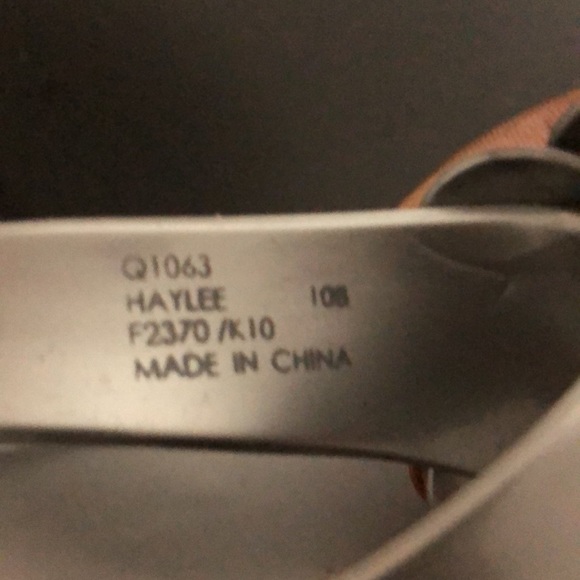 Q1063
HAYLEE 10B
F2370/K10
MADE IN CHINA